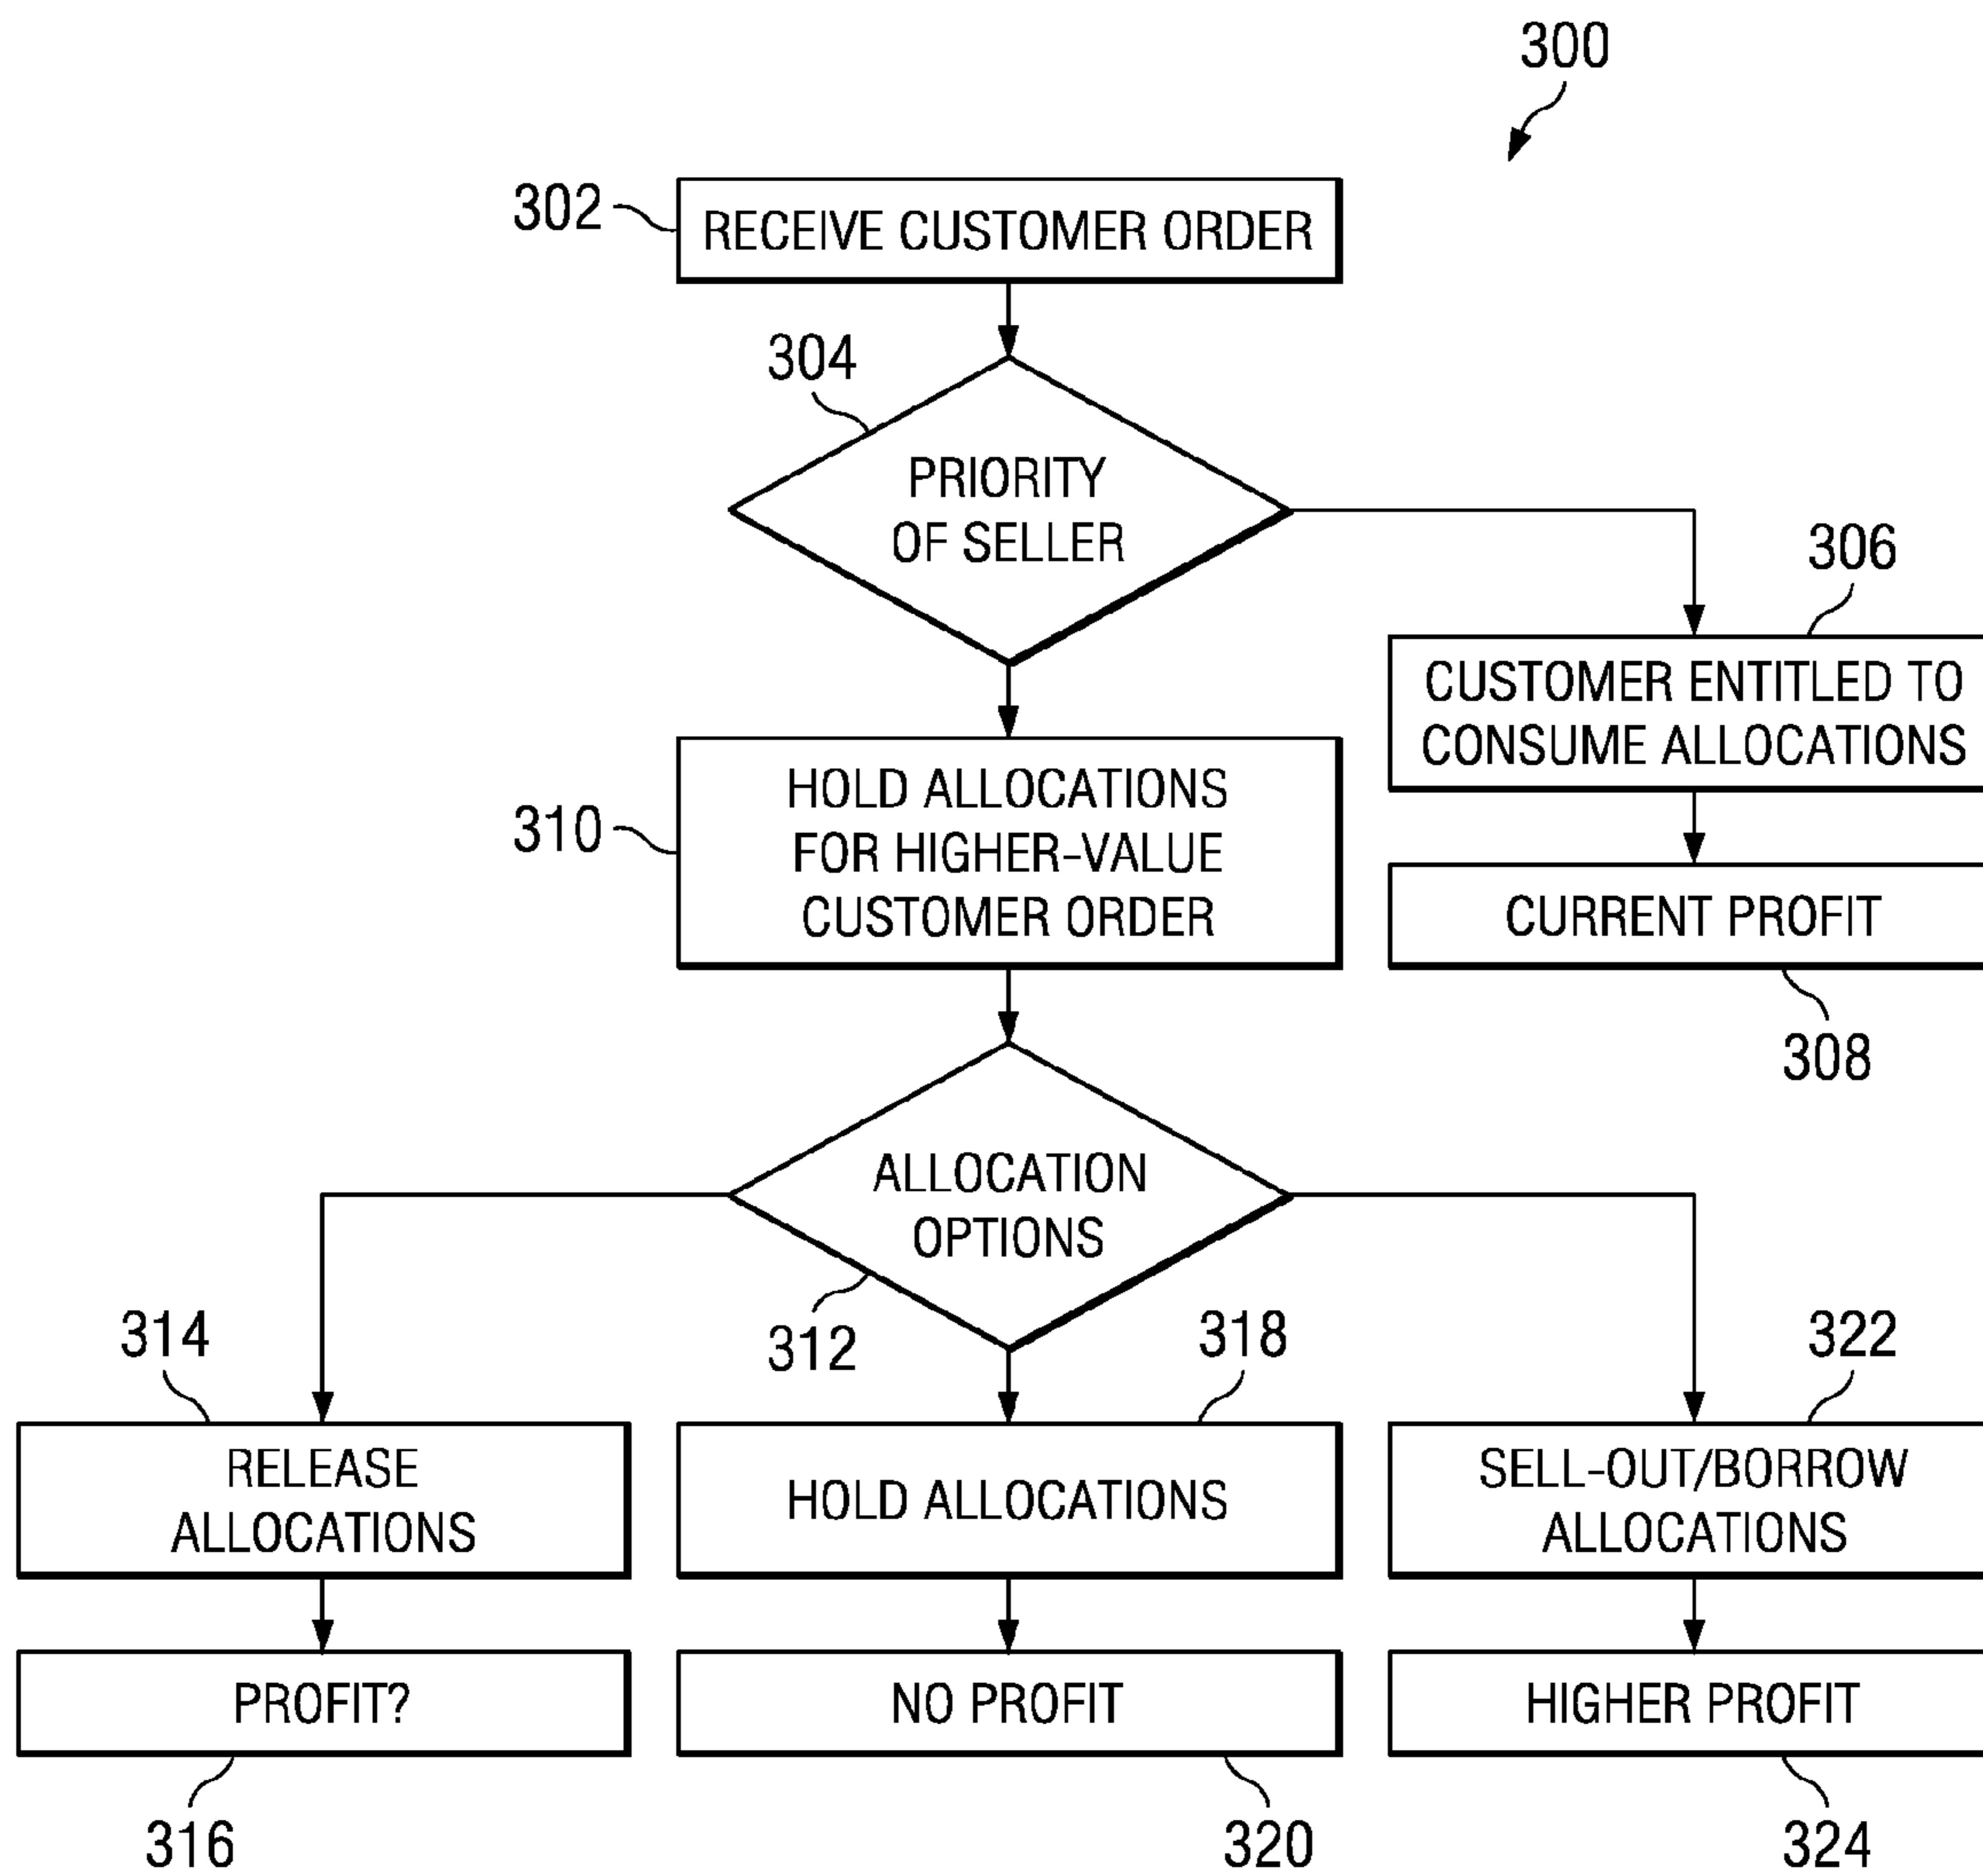 300
302
RECEIVE CUSTOMER ORDER
304
PRIORITY
OF SELLER
306
CUSTOMER ENTITLED TO
CONSUME ALLOCATIONS
310
HOLD ALLOCATIONS
FOR HIGHER-VALUE
CUSTOMER ORDER
CURRENT PROFIT
308
ALLOCATION
OPTIONS
312
314
318
322
RELEASE
ALLOCATIONS
HOLD ALLOCATIONS
SELL-OUT/BORROW
ALLOCATIONS
PROFIT?
NO PROFIT
HIGHER PROFIT
316
320
324